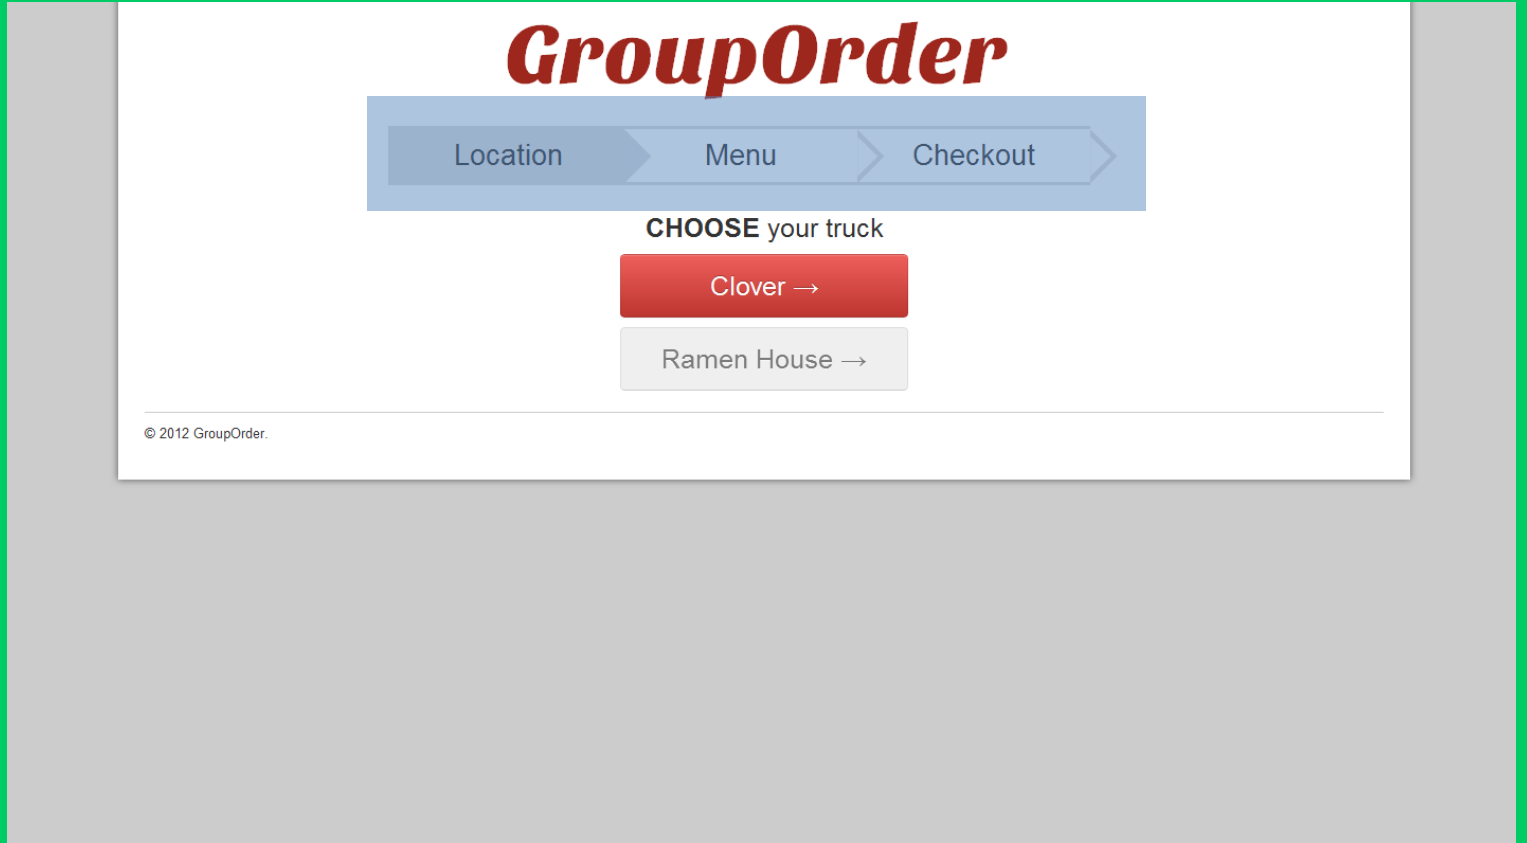 GroupOrder
Location Menu Checkout
CHOOSE your truck
Clover →
Ramen House →
© 2012 GroupOrder.